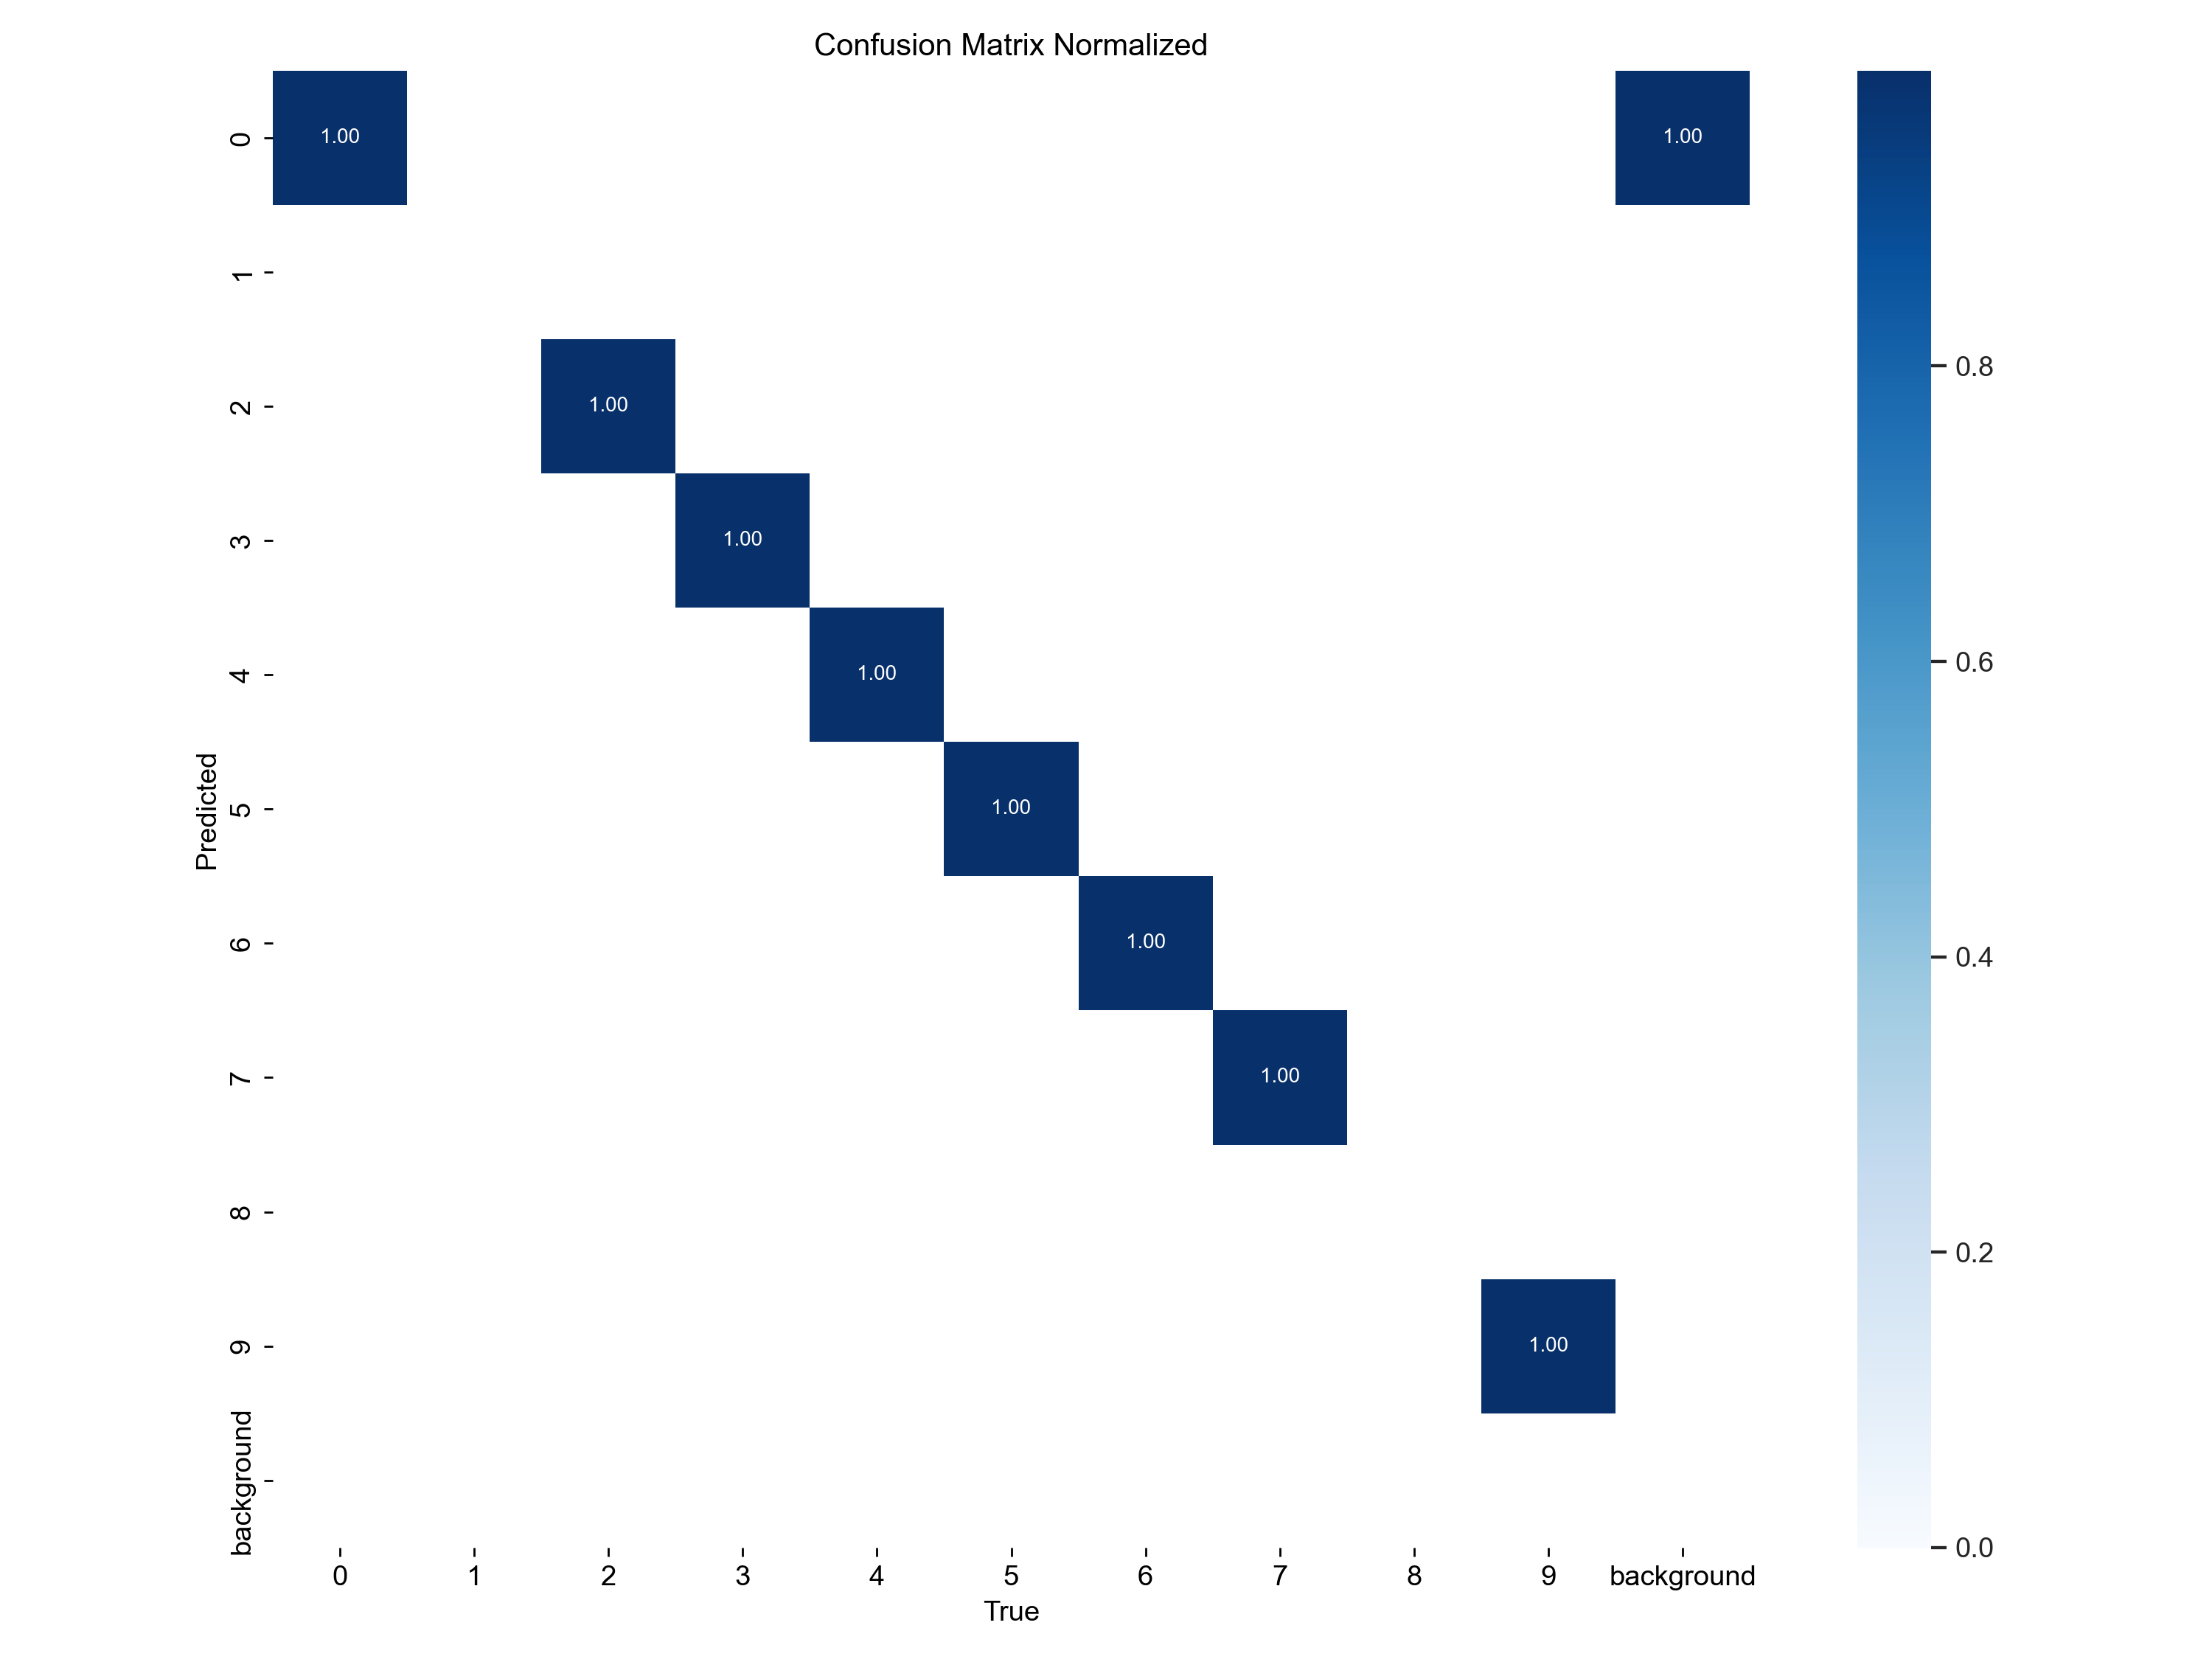 Confusion Matrix Normalized
0 1.00 1.00
1
2 1.00
3 1.00
4 1.00
5 1.00
6 1.00
7 1.00
8
9 1.00
background
Predicted
0 1 2 3 4 5 6 7 8 9 background
True
0.8
0.6
0.4
0.2
0.0